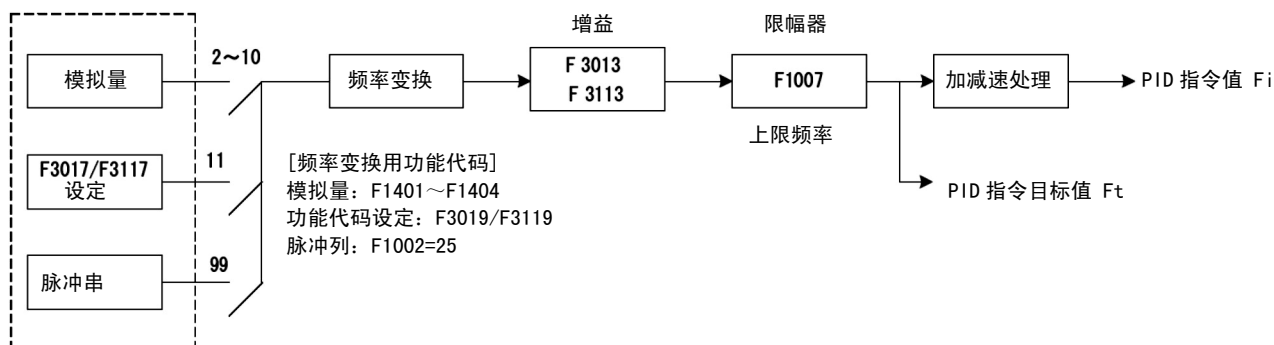 增益
限幅器
2～10
模拟量
频率变换
F 3013
F 3113
F1007
加减速处理
PID 指令值 Fi
上限频率
11
F3017/F3117
设定
[频率变换用功能代码]
模拟量：F1401～F1404
功能代码设定：F3019/F3119
脉冲列：F1002=25
PID 指令目标值 Ft
99
脉冲串